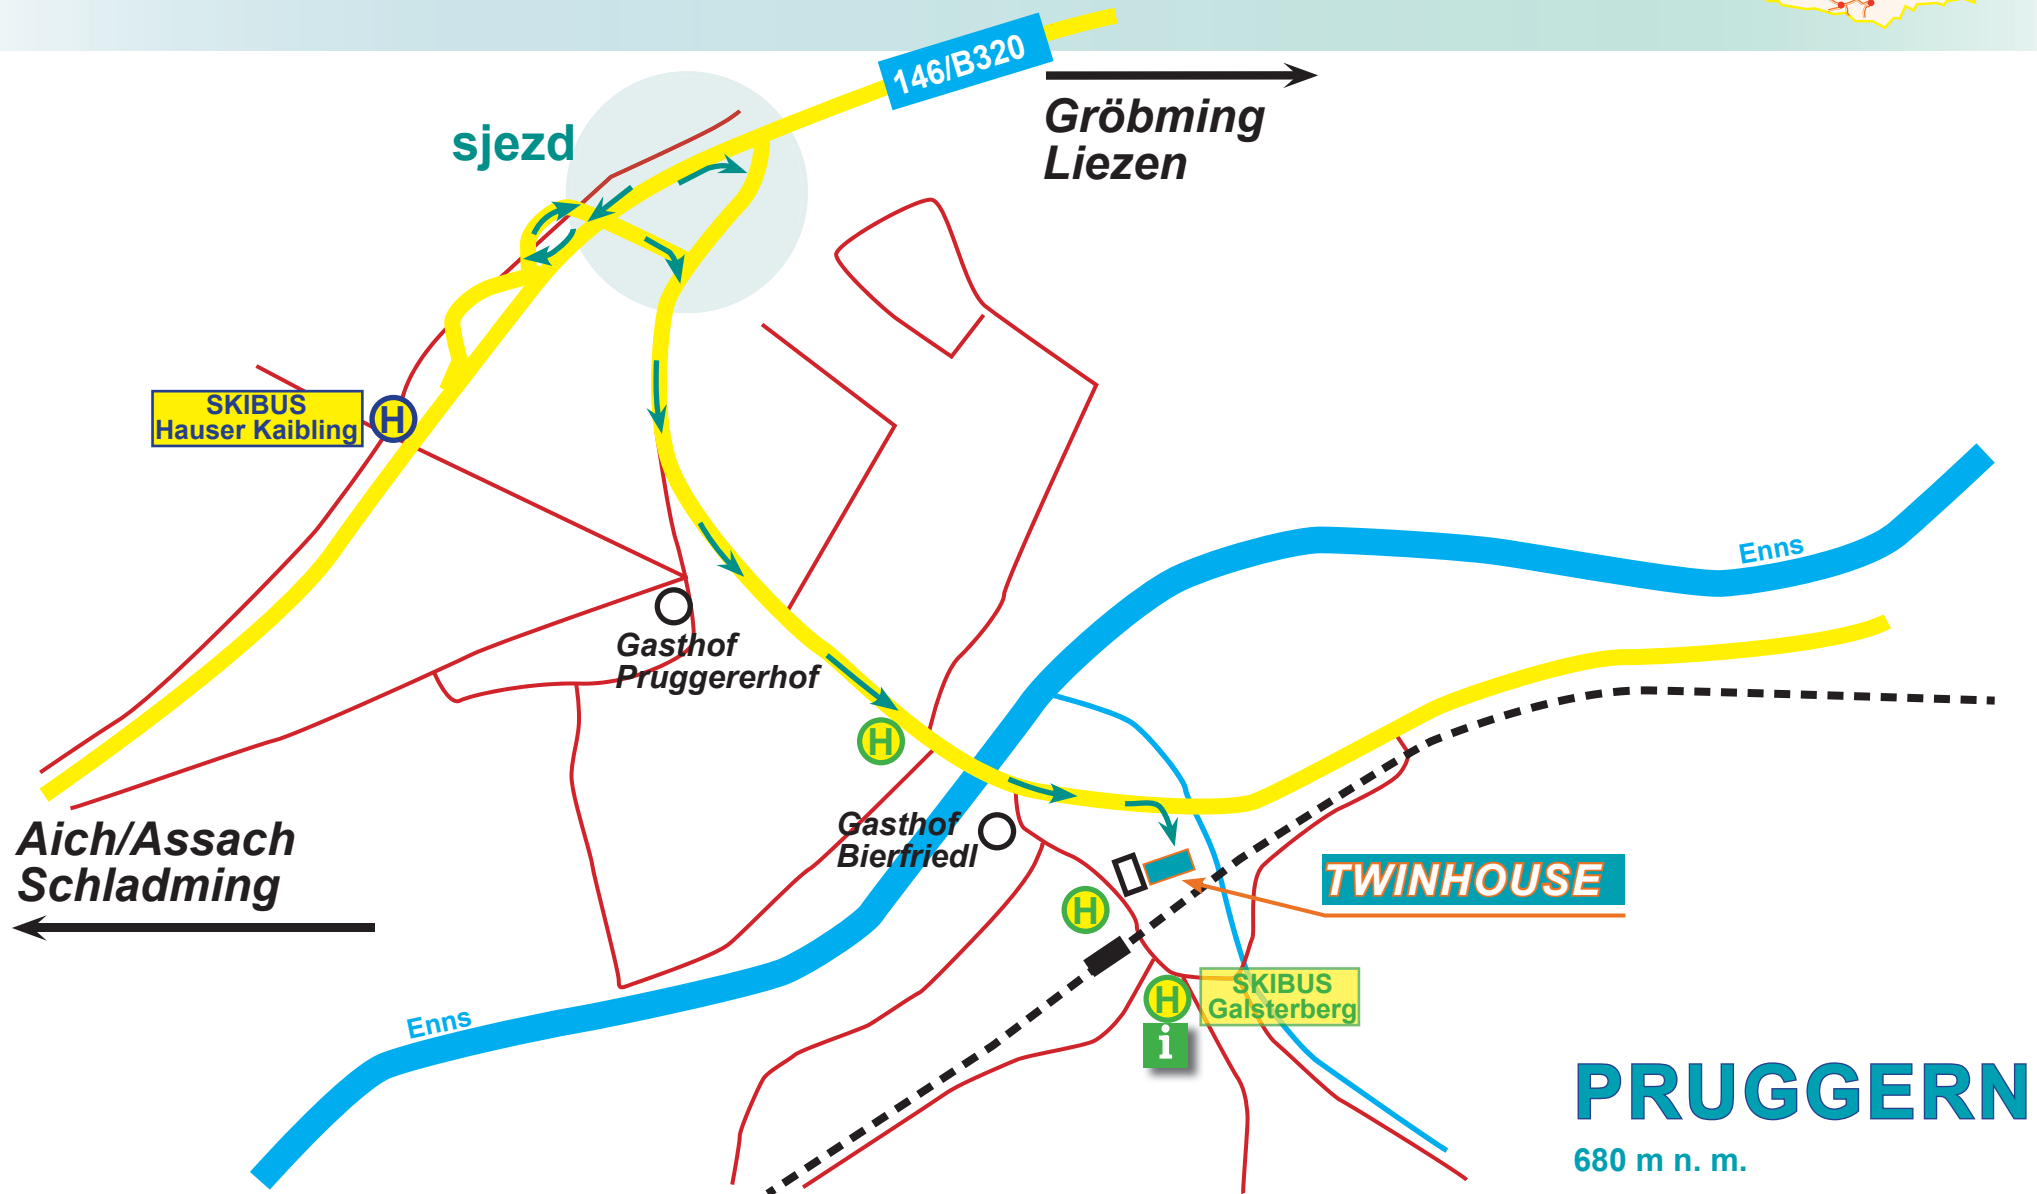 146/B320
Gröbming
Liezen
sjezd
SKIBUS
Hauser Kaibling
H
Enns
Gasthof
Pruggererhof
H
Gasthof
Bierfriedl
Aich/Assach
Schladming
TWINHOUSE
H
SKIBUS
Galsterberg
H
i
Enns
PRUGGERN
680 m n. m.